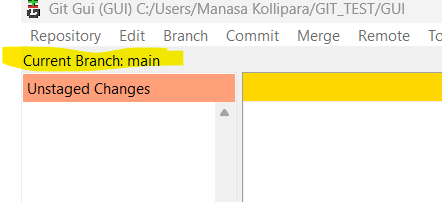 Git Gui (GUI) C:/Users/Manasa Kollipara/GIT_TEST/GUI
Repository Edit Branch Commit Merge Remote To
Current Branch: main
Unstaged Changes